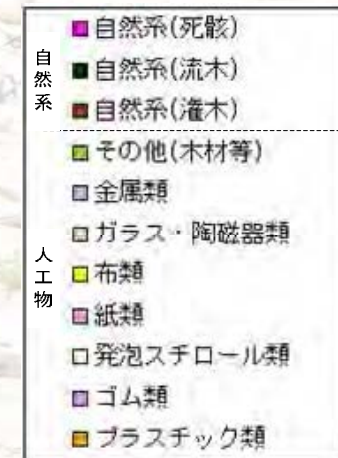 自然系
自然系(死骸)
自然系(流木)
自然系(潅木)
人工物
その他(木材等)
金属類
ガラス・陶磁器類
布類
紙類
発泡スチロール類
ゴム類
プラスチック類